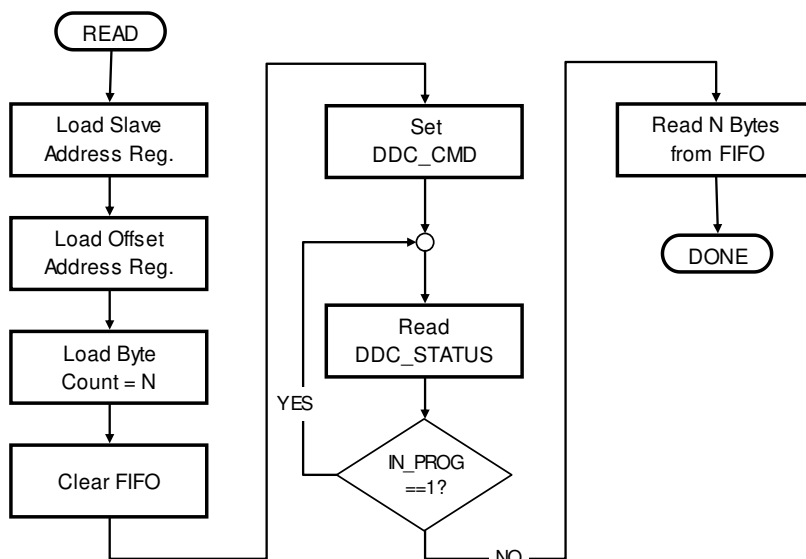 READ
Load Slave
Address Reg.
Load Offset
Address Reg.
Load Byte
Count = N
Clear FIFO
Set
DDC_CMD
Read
DDC_STATUS
YES
IN_PROG
==1?
NO
Read N Bytes
from FIFO
DONE